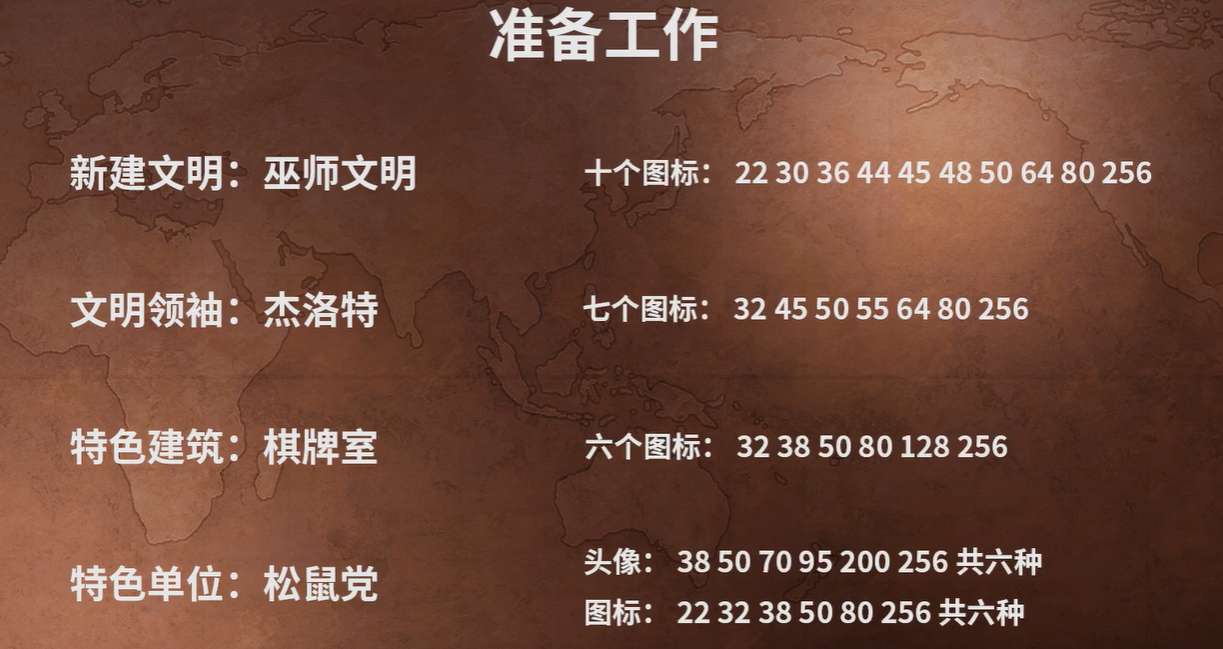 准备工作
新建文明：巫师文明
十个图标： 22 30 36 44 45 48 50 64 80 256
文明领袖：杰洛特
七个图标： 32 45 50 55 64 80 256
特色建筑：棋牌室
六个图标： 32 38 50 80 128 256
特色单位：松鼠党
头像： 38 50 70 95 200 256 共六种
图标： 22 32 38 50 80 256 共六种